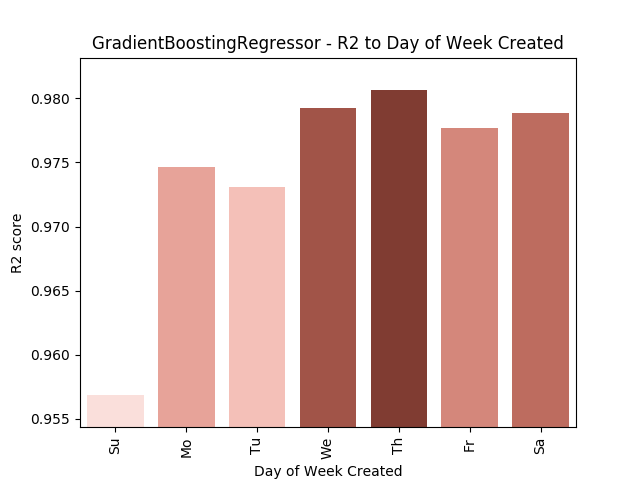 GradientBoostingRegressor - R2 to Day of Week Created
0.980
0.975
0.970
0.965
0.960
0.955
R2 score
Su Mo Tu We Th Fr Sa
Day of Week Created